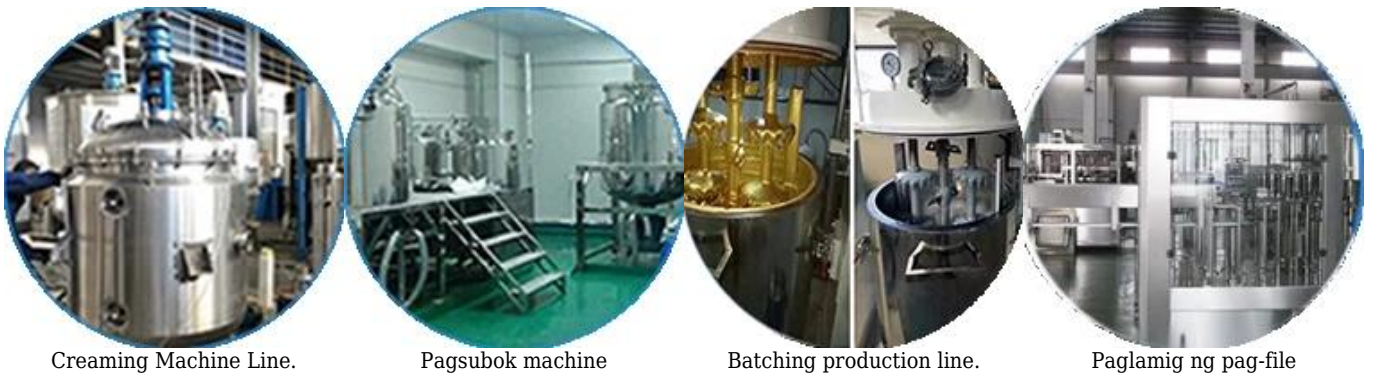 Creaming Machine Line.
Pagsubok machine
Batching production line.
Paglamig ng pag-file